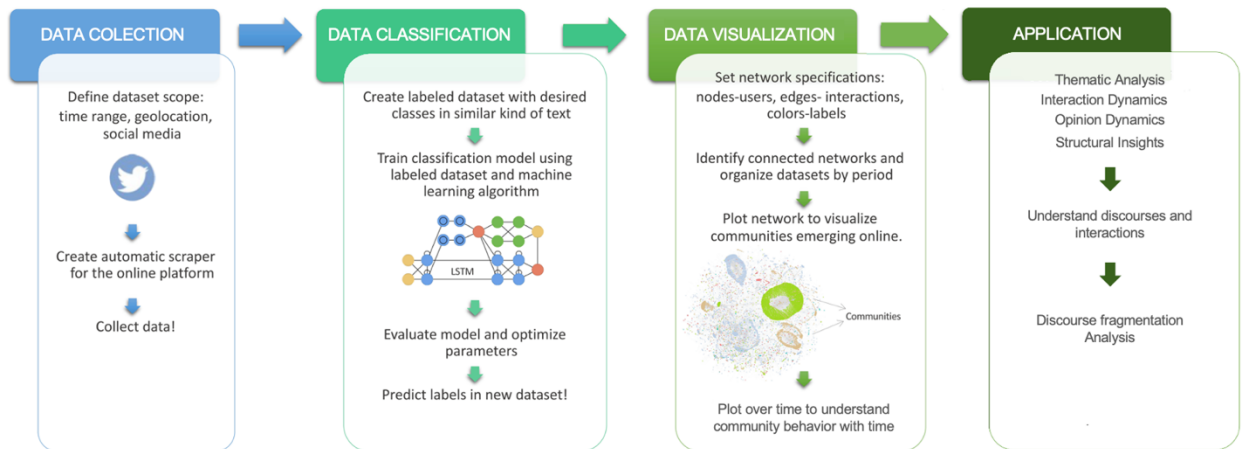 DATA COLECTION
Define dataset scope:
time range, geolocation,
social media
Create automatic scraper
for the online platform
Collect data!
DATA CLASSIFICATION
Create labeled dataset with desired
classes in similar kind of text
Train classification model using
labeled dataset and machine
learning algorithm
LSTM
Evaluate model and optimize
parameters
Predict labels in new dataset!
DATA VISUALIZATION
Set network specifications:
nodes-users, edges- interactions,
colors-labels
Identify connected networks and
organize datasets by period
Plot network to visualize
communities emerging online.
Communities
Plot over time to understand
community behavior with time
APPLICATION
Thematic Analysis
Interaction Dynamics
Opinion Dynamics
Structural Insights
Understand discourses and
interactions
Discourse fragmentation
Analysis